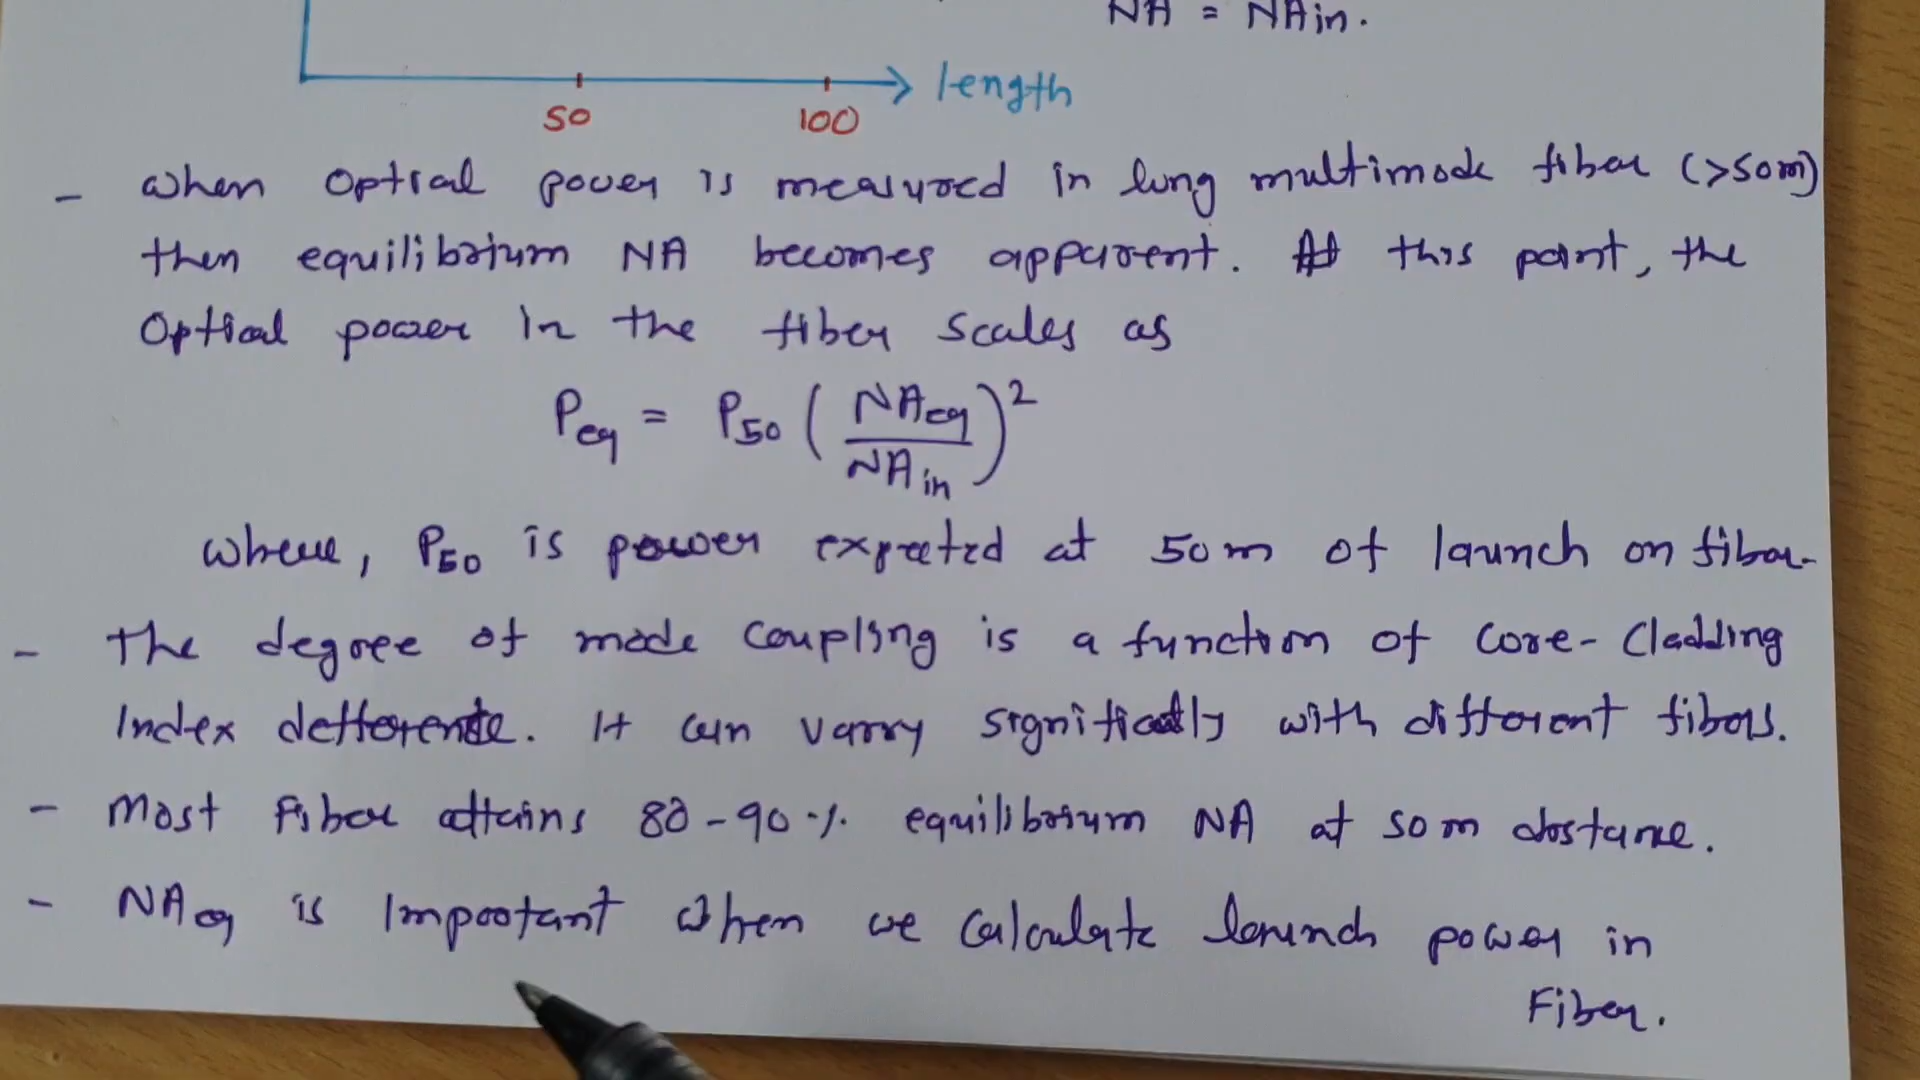 NA = NAin.
length
50 100
- when optical power is measured in long multimode fiber (>50m)
then equilibrium NA becomes apparent. At this point, the
optical power in the fiber scales as
Peq = P50 (NAeq / NAin)²
where, P50 is power expected at 50m of launch on fiber.
- The degree of mode coupling is a function of core-cladding
Index defference. It can varry significatly with different fibers.
- Most Fiber attains 80-90% equilibrium NA at 50m distance.
- NAeq is important when we calculate launch power in
Fiber.